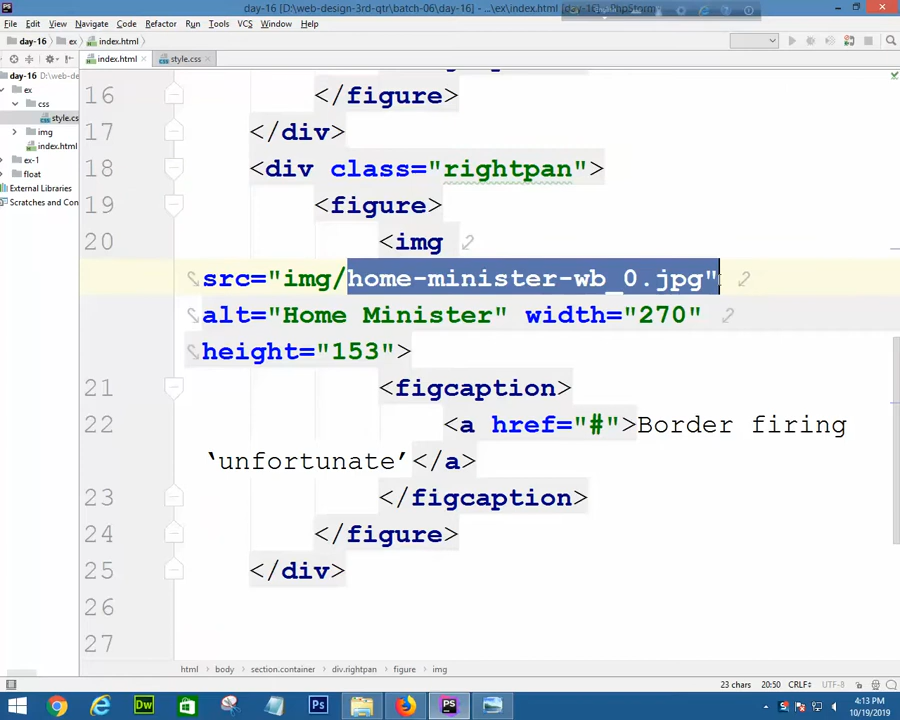 day-16 [D:\web-design-3rd-qtr\batch-06\day-16] - ...\ex\index.html [day-16] - PhpStorm
File Edit View Navigate Code Refactor Run Tools VCS Window Help
day-16 ex index.html
index.html style.css
day-16 D:\web-de
ex
css
style.cs
img
index.html
ex-1
float
External Libraries
Scratches and Con
16 </figure>
17 </div>
18 <div class="rightpan">
19 <figure>
20 <img
src="img/home-minister-wb_0.jpg"
alt="Home Minister" width="270"
height="153">
21 <figcaption>
22 <a href="#">Border firing
‘unfortunate’</a>
23 </figcaption>
24 </figure>
25 </div>
26
27
html body section.container div.rightpan figure img
23 chars 20:50 CRLF UTF-8
4:13 PM
10/19/2019